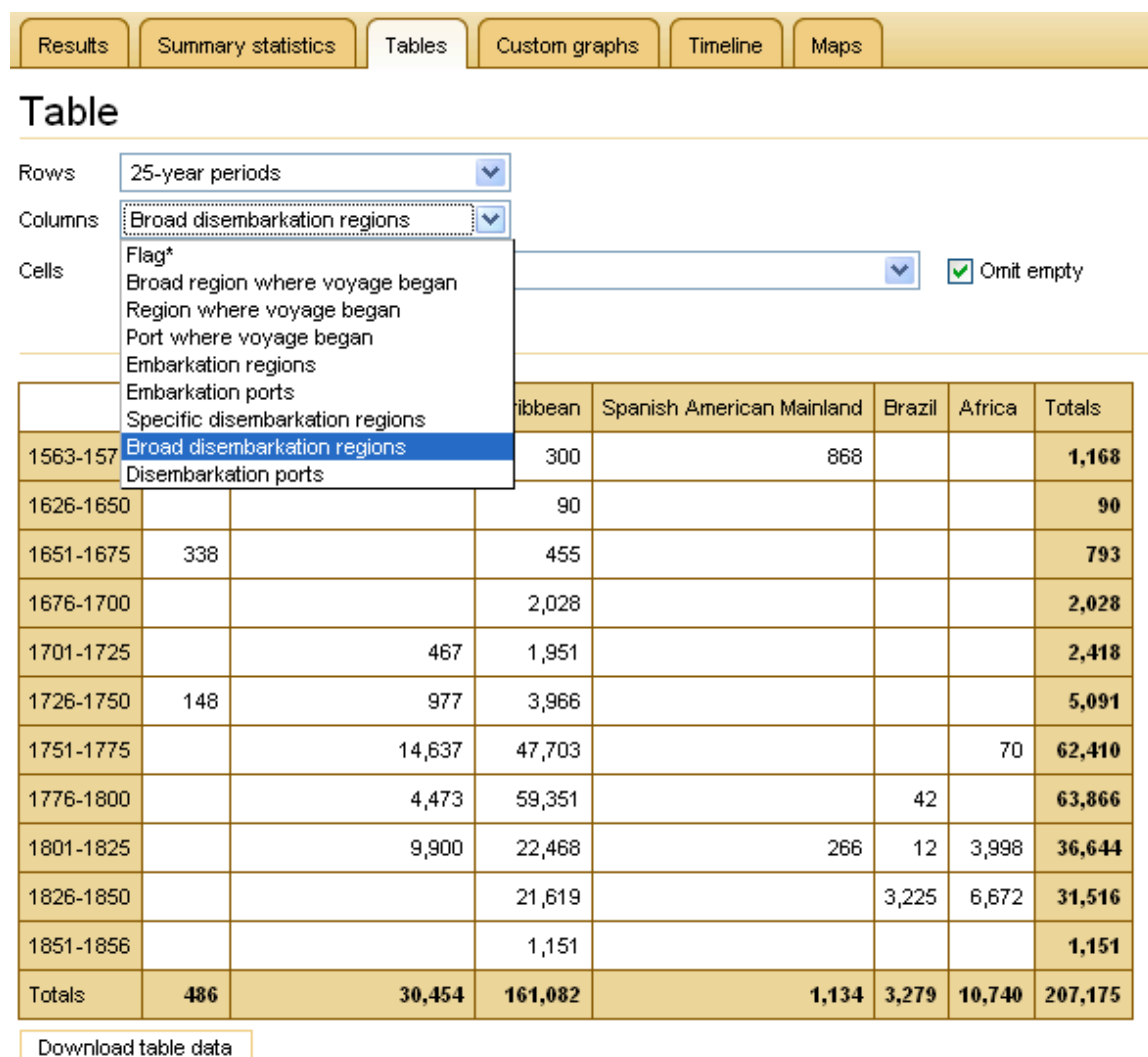 Results Summary statistics Tables Custom graphs Timeline Maps
Table
Rows 25-year periods
Columns Broad disembarkation regions
Flag*
Cells Omit empty
Broad region where voyage began
Region where voyage began
Port where voyage began
Embarkation regions
Embarkation ports
Specific disembarkation regions
Broad disembarkation regions
Disembarkation ports
ribbean Spanish American Mainland Brazil Africa Totals
1563-157 300 868 1,168
1626-1650 90 90
1651-1675 338 455 793
1676-1700 2,028 2,028
1701-1725 467 1,951 2,418
1726-1750 148 977 3,966 5,091
1751-1775 14,637 47,703 70 62,410
1776-1800 4,473 59,351 42 63,866
1801-1825 9,900 22,468 266 12 3,998 36,644
1826-1850 21,619 3,225 6,672 31,516
1851-1856 1,151 1,151
Totals 486 30,454 161,082 1,134 3,279 10,740 207,175
Download table data